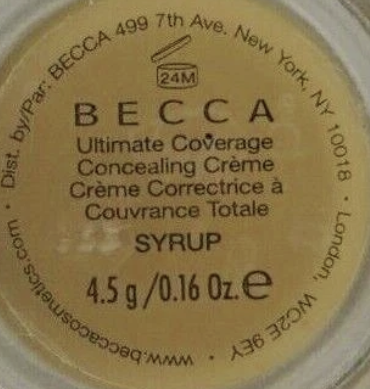 Dist. by/Par: BECCA 499 7th Ave. New York, NY 10018 · London, WC2E 9EY · www.beccacosmetics.com ·
24M
BECCA
Ultimate Coverage
Concealing Crème
Crème Correctrice à
Couvrance Totale
SYRUP
4.5 g/0.16 Oz. e